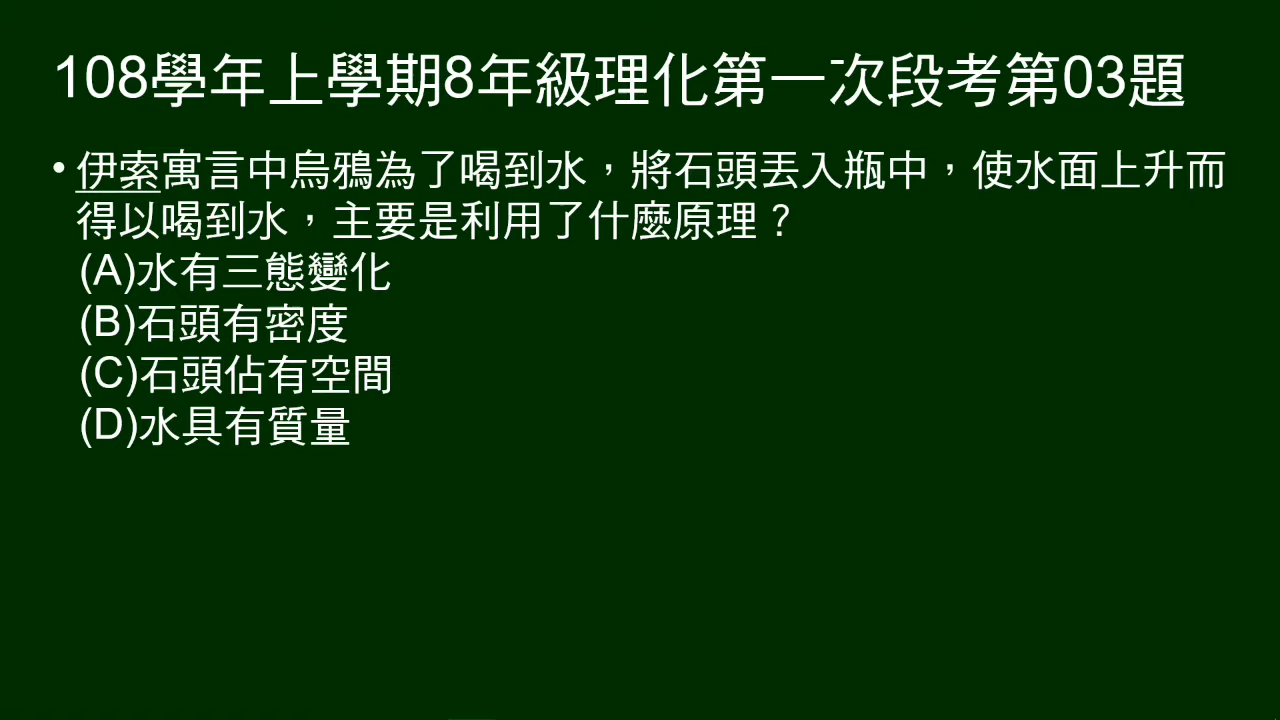 108學年上學期8年級理化第一次段考第03題
• 伊索寓言中烏鴉為了喝到水，將石頭丟入瓶中，使水面上升而
得以喝到水，主要是利用了什麼原理？
(A)水有三態變化
(B)石頭有密度
(C)石頭佔有空間
(D)水具有質量